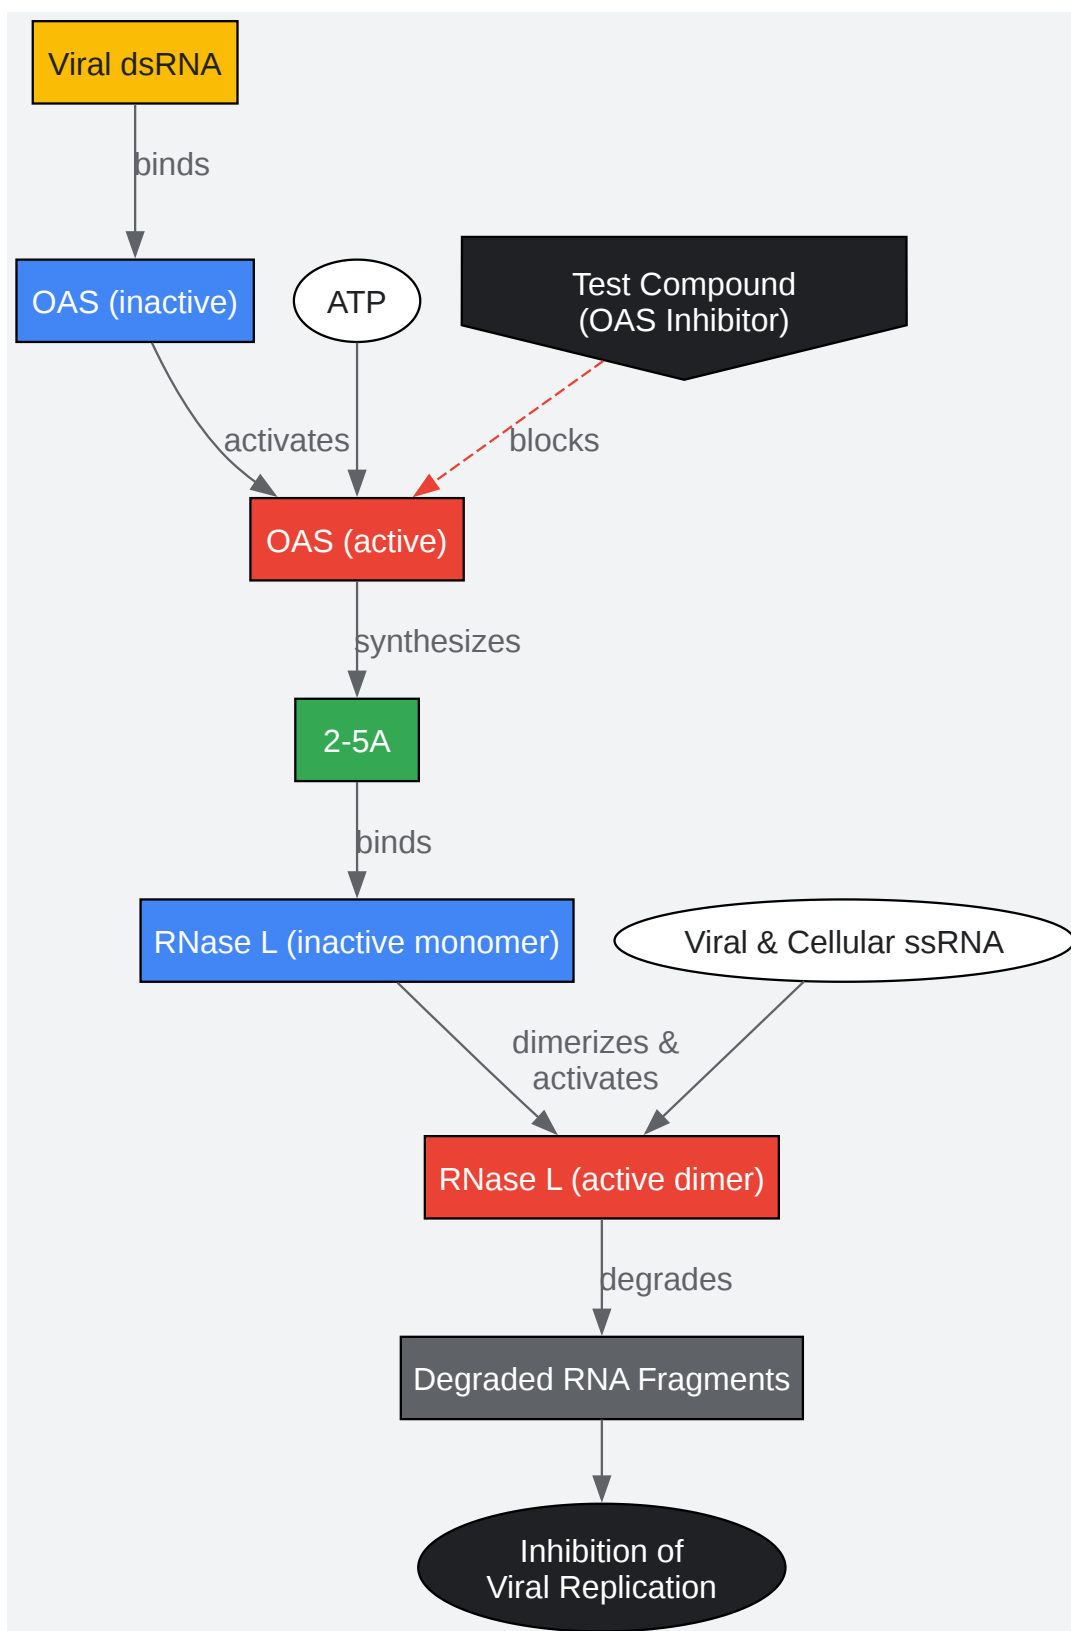 Viral dsRNA
binds
OAS (inactive)
ATP
Test Compound
(OAS Inhibitor)
activates
blocks
OAS (active)
synthesizes
2-5A
binds
RNase L (inactive monomer)
Viral & Cellular ssRNA
dimerizes &
activates
RNase L (active dimer)
degrades
Degraded RNA Fragments
Inhibition of
Viral Replication